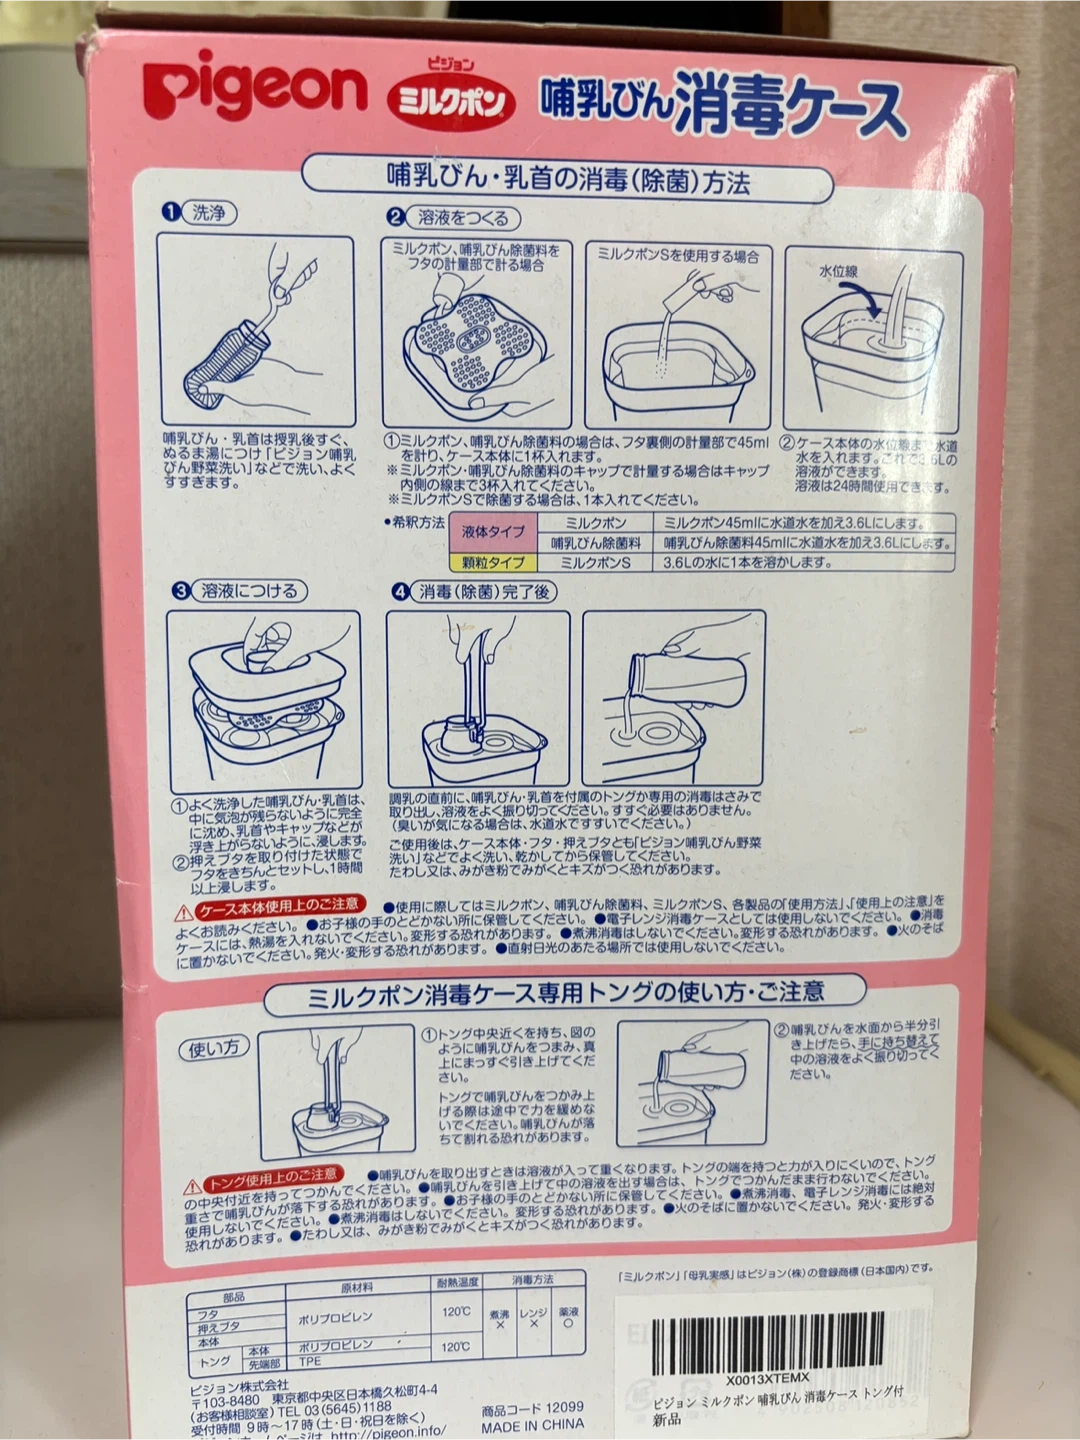 pigeon ピジョン ミルクポン 哺乳びん消毒ケース
哺乳びん・乳首の消毒(除菌)方法
❶ 洗浄
哺乳びん・乳首は授乳後すぐ、
ぬるま湯につけ「ピジョン哺乳
びん野菜洗い」などで洗い、よく
すすぎます。
❷ 溶液をつくる
ミルクポン、哺乳びん除菌料を
フタの計量部で計る場合
ミルクポンSを使用する場合
水位線
①ミルクポン、哺乳びん除菌料の場合は、フタ裏側の計量部で45ml
を計り、ケース本体に1杯入れます。
※ミルクポン・哺乳びん除菌料のキャップで計量する場合はキャップ
内側の線まで3杯入れてください。
※ミルクポンSで除菌する場合は、1本入れてください。
②ケース本体の水位線まで水道
水を入れます。これで3.6Lの
溶液ができます。
溶液は24時間使用できます。
•希釈方法
液体タイプ ミルクポン ミルクポン45mlに水道水を加え3.6Lにします。
哺乳びん除菌料 哺乳びん除菌料45mlに水道水を加え3.6Lにします。
顆粒タイプ ミルクポンS 3.6Lの水に1本を溶かします。
❸ 溶液につける
①よく洗浄した哺乳びん・乳首は、
中に気泡が残らないように完全
に沈め、乳首やキャップなどが
浮き上がらないように、浸します。
②押えブタを取り付けた状態で
フタをきちんとセットし、1時間
以上浸します。
❹ 消毒(除菌)完了後
調乳の直前に、哺乳びん・乳首を付属のトングか専用の消毒はさみで
取り出し、溶液をよく振り切ってください。すすぐ必要はありません。
(臭いが気になる場合は、水道水ですすいでください。)
ご使用後は、ケース本体・フタ・押えブタとも「ピジョン哺乳びん野菜
洗い」などでよく洗い、乾かしてから保管してください。
たわし又は、みがき粉でみがくとキズがつく恐れがあります。
⚠ ケース本体使用上のご注意 ●使用に際してはミルクポン、哺乳びん除菌料、ミルクポンS、各製品の「使用方法」、「使用上の注意」を
よくお読みください。●お子様の手のとどかない所に保管してください。●電子レンジ消毒ケースとしては使用しないでください。●消毒
ケースには、熱湯を入れないでください。変形する恐れがあります。●煮沸消毒はしないでください。変形する恐れがあります。●火のそば
に置かないでください。発火・変形する恐れがあります。●直射日光のあたる場所では使用しないでください。
ミルクポン消毒ケース専用トングの使い方・ご注意
使い方
①トング中央近くを持ち、図の
ように哺乳びんをつまみ、真
上にまっすぐ引き上げてくだ
さい。
トングで哺乳びんをつかみ上
げる際は途中で力を緩めな
いでください。哺乳びんが落
ちて割れる恐れがあります。
②哺乳びんを水面から半分引
き上げたら、手に持ち替えて
中の溶液をよく振り切ってく
ださい。
⚠ トング使用上のご注意 ●哺乳びんを取り出すときは溶液が入って重くなります。トングの端を持つと力が入りにくいので、トング
の中央付近を持ってつかんでください。●哺乳びんを引き上げて中の溶液を出す場合は、トングでつかんだまま行わないでください。
重さで哺乳びんが落下する恐れがあります。●お子様の手のとどかない所に保管してください。●煮沸消毒、電子レンジ消毒には絶対
使用しないでください。●煮沸消毒はしないでください。変形する恐れがあります。●火のそばに置かないでください。発火・変形する
恐れがあります。●たわし又は、みがき粉でみがくとキズがつく恐れがあります。
部品 原材料 耐熱温度 消毒方法
フタ ポリプロピレン 120℃ 煮沸× レンジ× 薬液○
押えブタ
本体
トング 本体 ポリプロピレン 120℃
先端部 TPE
「ミルクポン」「母乳実感」はピジョン(株)の登録商標(日本国内)です。
ピジョン株式会社
〒103-8480 東京都中央区日本橋久松町4-4
(お客様相談室)TEL 03(5645)1188
受付時間 9時〜17時(土・日・祝日を除く)
http://pigeon.info/
商品コード 12099
MADE IN CHINA
X0013XTEMX
ピジョン ミルクポン 哺乳びん 消毒ケース トング付
新品